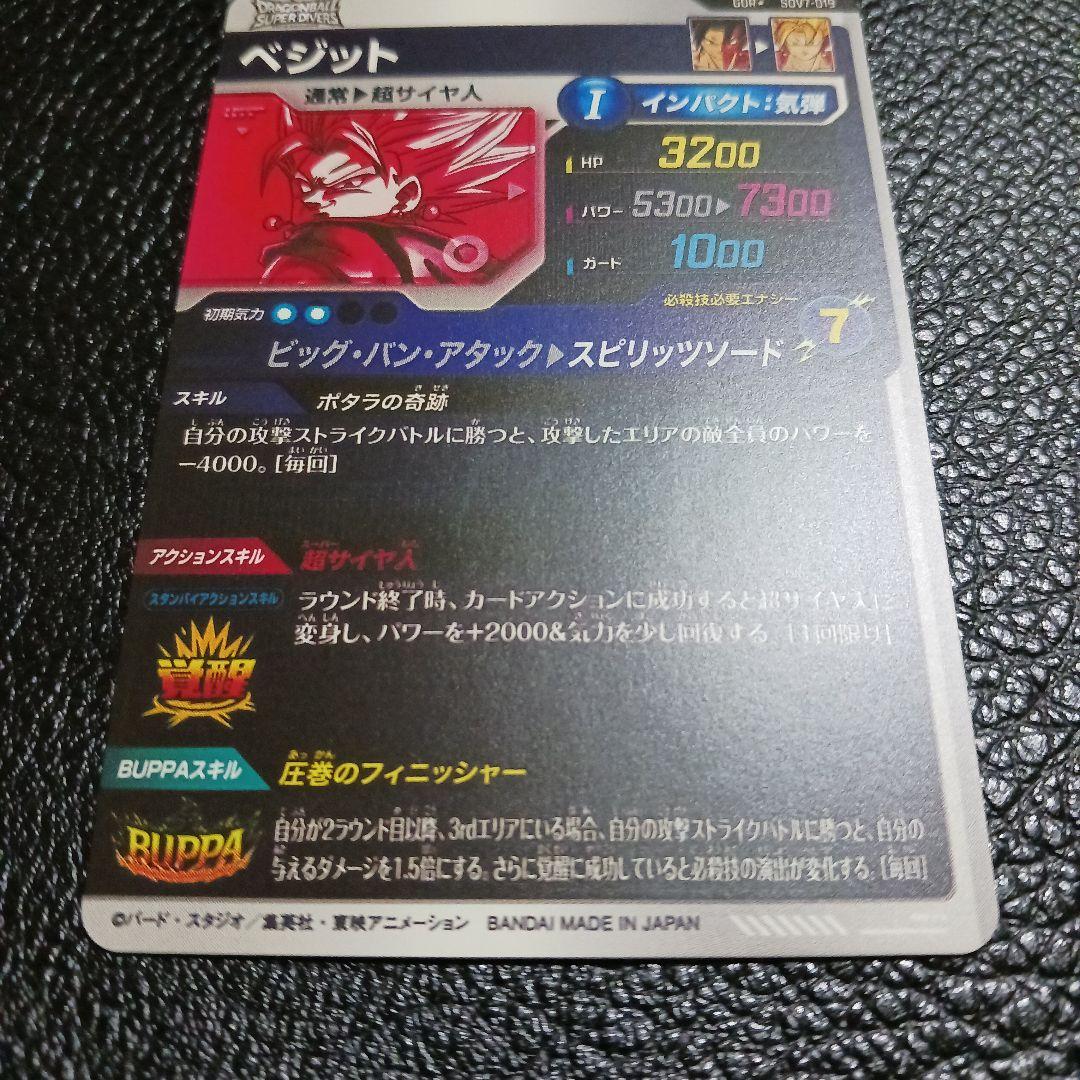 DRAGONBALL
SUPER DIVERS
SDV7-019
ベジット
通常▶超サイヤ人
I インパクト:気弾
HP 3200
パワー 5300▶7300
ガード 1000
初期気力
必殺技必要エナジー
7
ビッグ・バン・アタック▶スピリッツソード
スキル ポタラの奇跡
自分の攻撃ストライクバトルに勝つと、攻撃したエリアの敵全員のパワーを
-4000。[毎回]
アクションスキル 超サイヤ人
スタンバイアクションスキル
ラウンド終了時、カードアクションに成功すると超サイヤ人に
変身し、パワーを+2000&気力を少し回復する。[1回限り]
覚醒
BUPPAスキル 圧巻のフィニッシャー
BUPPA
自分が2ラウンド目以降、3rdエリアにいる場合、自分の攻撃ストライクバトルに勝つと、自分の
与えるダメージを1.5倍にする。さらに覚醒に成功していると必殺技の演出が変化する。[毎回]
©バード・スタジオ/集英社・東映アニメーション BANDAI MADE IN JAPAN